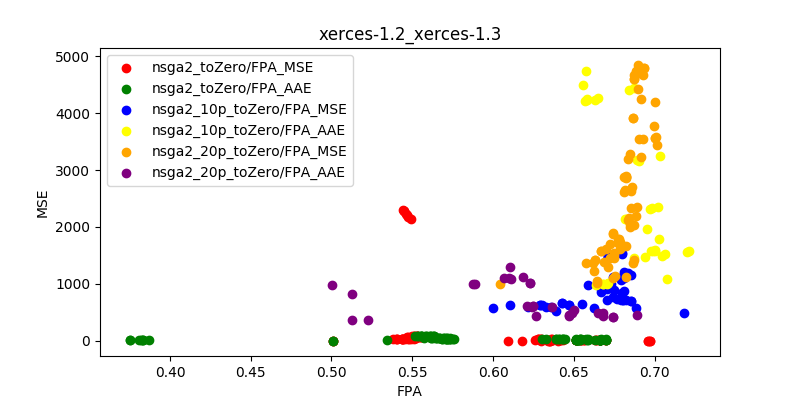 xerces-1.2_xerces-1.3
nsga2_toZero/FPA_MSE
nsga2_toZero/FPA_AAE
nsga2_10p_toZero/FPA_MSE
nsga2_10p_toZero/FPA_AAE
nsga2_20p_toZero/FPA_MSE
nsga2_20p_toZero/FPA_AAE
5000
4000
3000
2000
1000
0
MSE
0.40 0.45 0.50 0.55 0.60 0.65 0.70
FPA